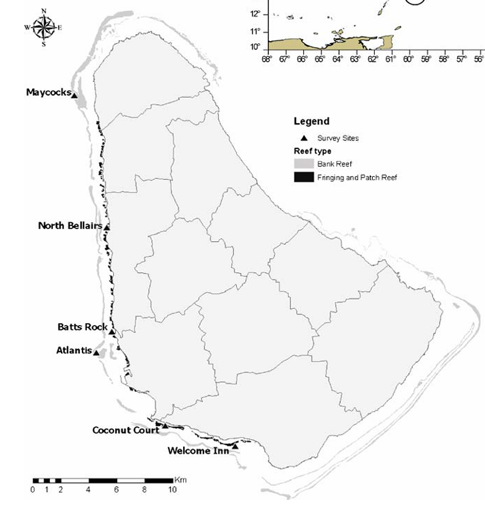 N
W E
S
12°
11°
10°
68° 67° 66° 65° 64° 63° 62° 61° 60° 59° 58° 57° 56°
Maycocks
Legend
Survey Sites
Reef type
Bank Reef
Fringing and Patch Reef
North Bellairs
Batts Rock
Atlantis
Coconut Court
Welcome Inn
Km
0 1 2 4 6 8 10